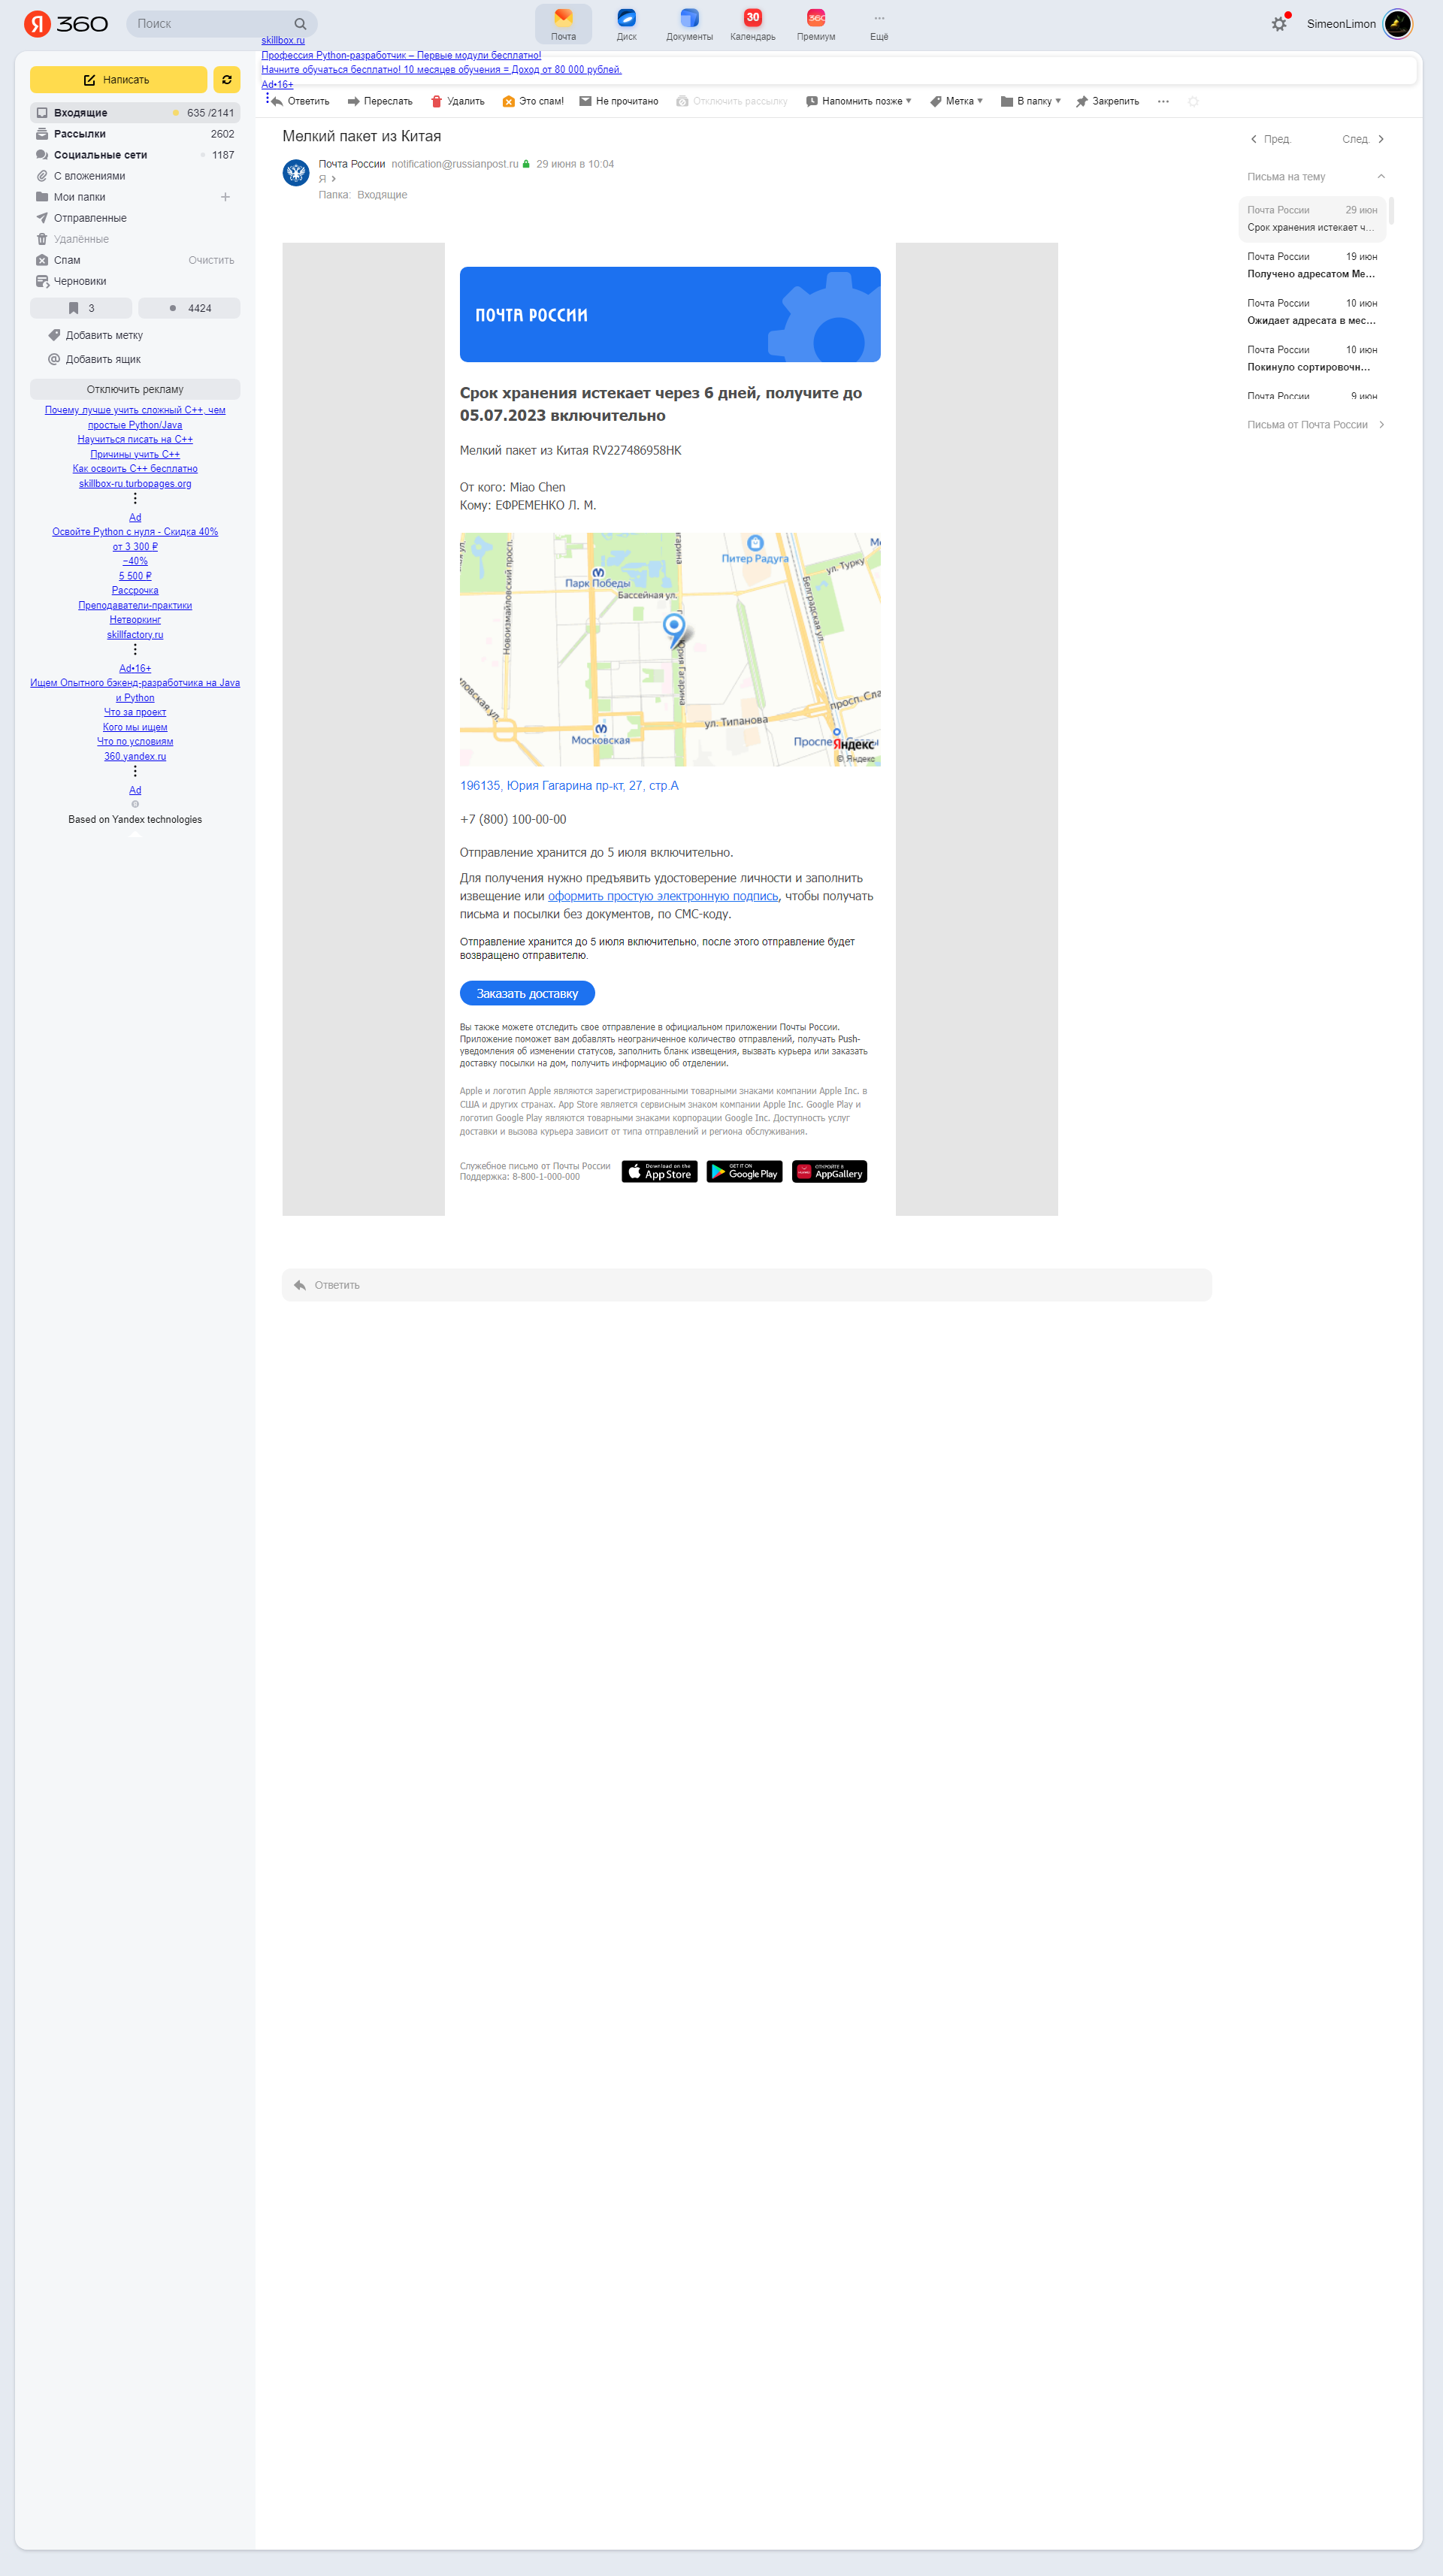 Я 360
Поиск
Почта
Диск
Документы
30
Календарь
360
Премиум
Ещё
SimeonLimon
skillbox.ru
Профессия Python-разработчик – Первые модули бесплатно!
Начните обучаться бесплатно! 10 месяцев обучения = Доход от 80 000 рублей.
Ad•16+
Написать
Входящие 635 /2141
Рассылки 2602
Социальные сети 1187
С вложениями
Мои папки
Отправленные
Удалённые
Спам Очистить
Черновики
3 4424
Добавить метку
Добавить ящик
Отключить рекламу
Почему лучше учить сложный С++, чем
простые Python/Java
Научиться писать на С++
Причины учить С++
Как освоить С++ бесплатно
skillbox-ru.turbopages.org
Ad
Освойте Python с нуля - Скидка 40%
от 3 300 ₽
−40%
5 500 ₽
Рассрочка
Преподаватели-практики
Нетворкинг
skillfactory.ru
Ad•16+
Ищем Опытного бэкенд-разработчика на Java
и Python
Что за проект
Кого мы ищем
Что по условиям
360.yandex.ru
Ad
Based on Yandex technologies
Ответить
Переслать
Удалить
Это спам!
Не прочитано
Отключить рассылку
Напомнить позже
Метка
В папку
Закрепить
Мелкий пакет из Китая
Почта России notification@russianpost.ru 29 июня в 10:04
Я
Папка: Входящие
ПОЧТА РОССИИ
Срок хранения истекает через 6 дней, получите до
05.07.2023 включительно
Мелкий пакет из Китая RV227486958HK
От кого: Miao Chen
Кому: ЕФРЕМЕНКО Л. М.
Новоизмайловский просп.
Парк Победы
Бассейная ул.
Питер Радуга
ул. Турку
Белградская ул.
Юрия Гагарина
ул. Типанова
Московская
просп. Сла
Яндекс
© Яндекс
196135, Юрия Гагарина пр-кт, 27, стр.А
+7 (800) 100-00-00
Отправление хранится до 5 июля включительно.
Для получения нужно предъявить удостоверение личности и заполнить
извещение или оформить простую электронную подпись, чтобы получать
письма и посылки без документов, по СМС-коду.
Отправление хранится до 5 июля включительно, после этого отправление будет
возвращено отправителю.
Заказать доставку
Вы также можете отследить свое отправление в официальном приложении Почты России.
Приложение поможет вам добавлять неограниченное количество отправлений, получать Push-
уведомления об изменении статусов, заполнить бланк извещения, вызвать курьера или заказать
доставку посылки на дом, получить информацию об отделении.
Apple и логотип Apple являются зарегистрированными товарными знаками компании Apple Inc. в
США и других странах. App Store является сервисным знаком компании Apple Inc. Google Play и
логотип Google Play являются товарными знаками корпорации Google Inc. Доступность услуг
доставки и вызова курьера зависит от типа отправлений и региона обслуживания.
Служебное письмо от Почты России
Поддержка: 8-800-1-000-000
Download on the
App Store
GET IT ON
Google Play
ОТКРОЙТЕ В
AppGallery
Ответить
Пред. След.
Письма на тему
Почта России 29 июн
Срок хранения истекает ч...
Почта России 19 июн
Получено адресатом Ме...
Почта России 10 июн
Ожидает адресата в мес...
Почта России 10 июн
Покинуло сортировочн...
Почта России 9 июн
Письма от Почта России